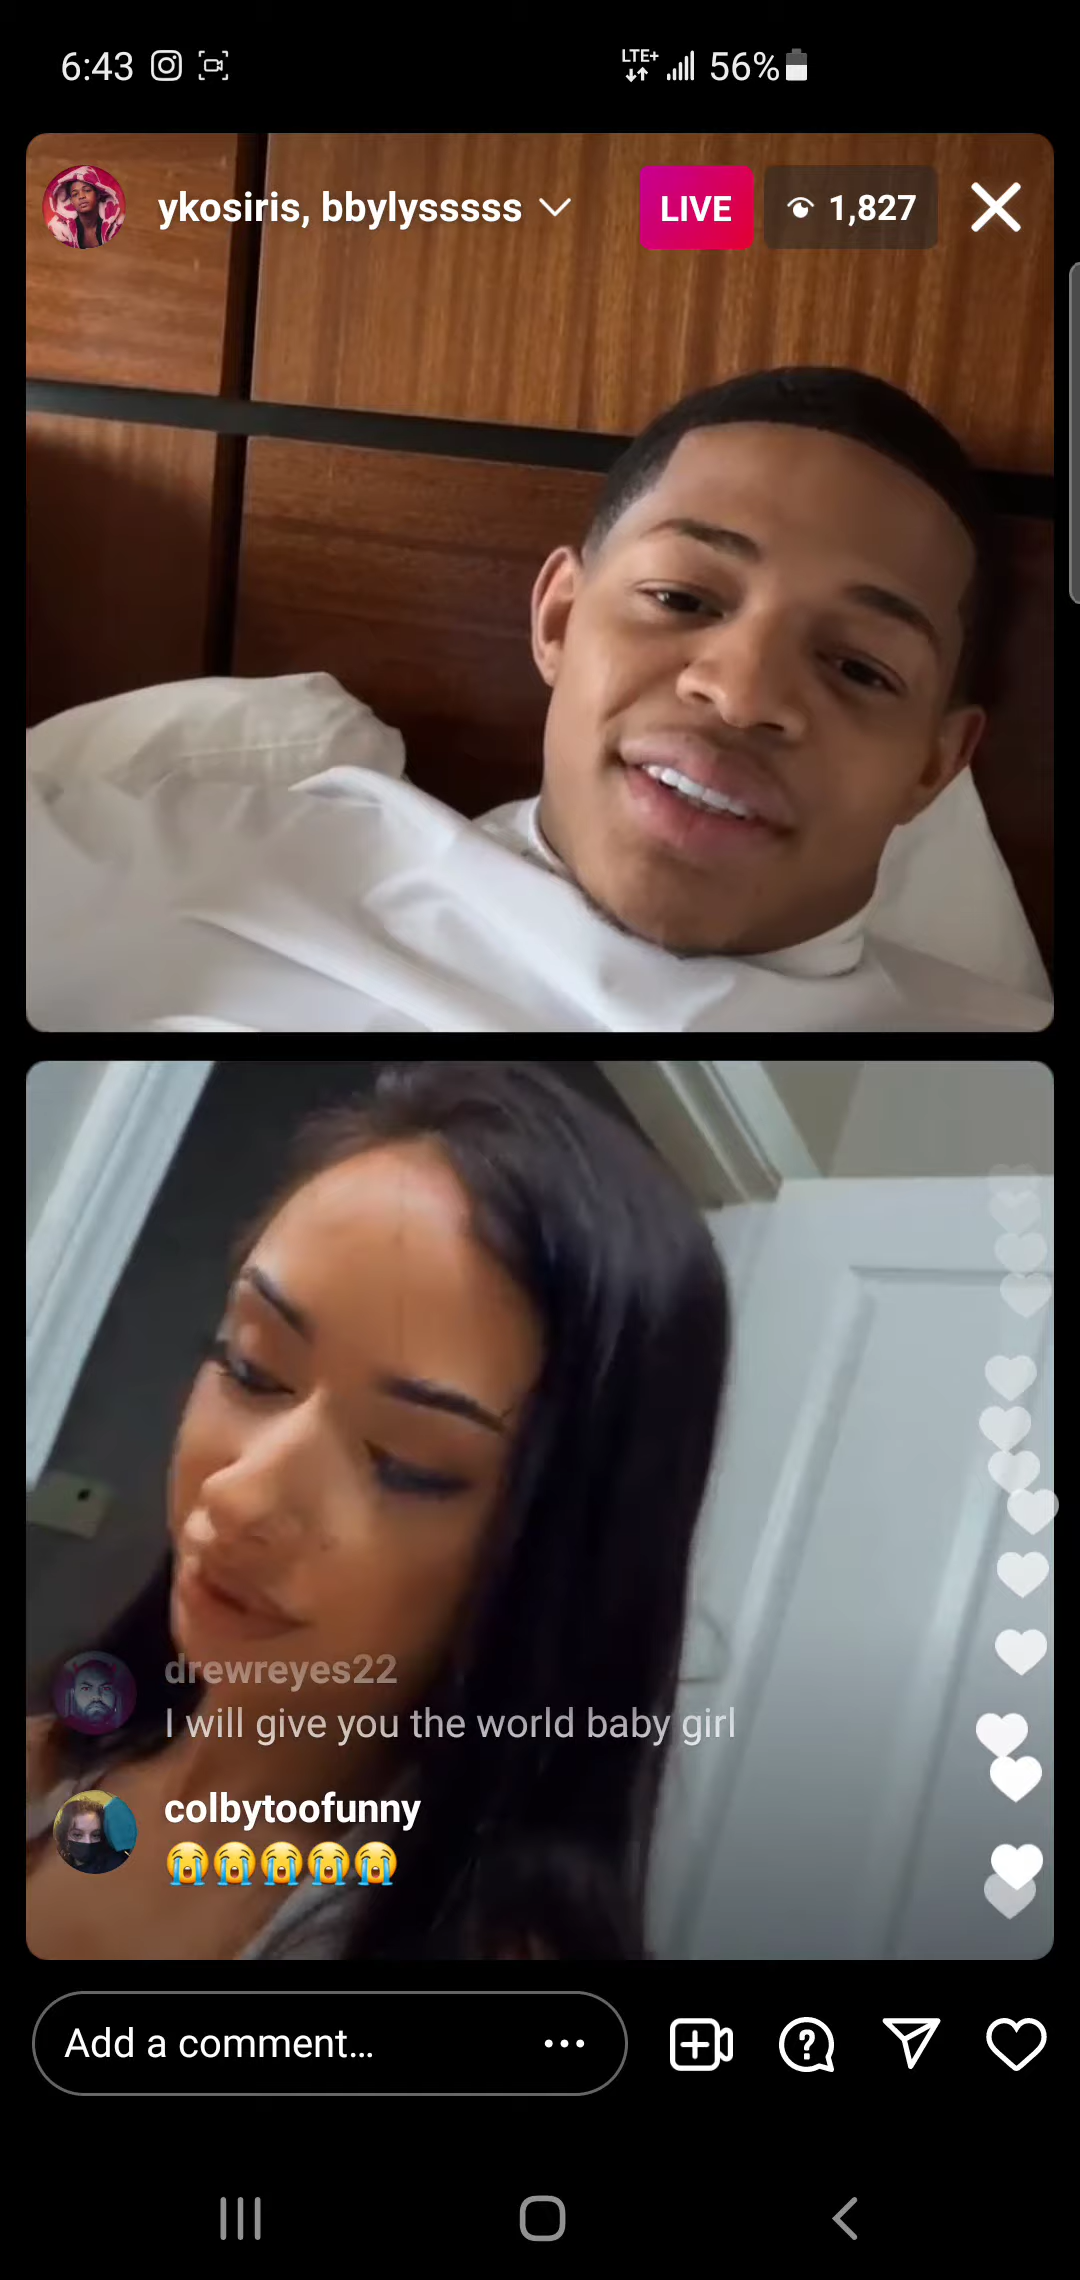 6:43
LTE+
56%
ykosiris, bbylysssss
LIVE
1,827
drewreyes22
I will give you the world baby girl
colbytoofunny
😭😭😭😭😭
Add a comment...